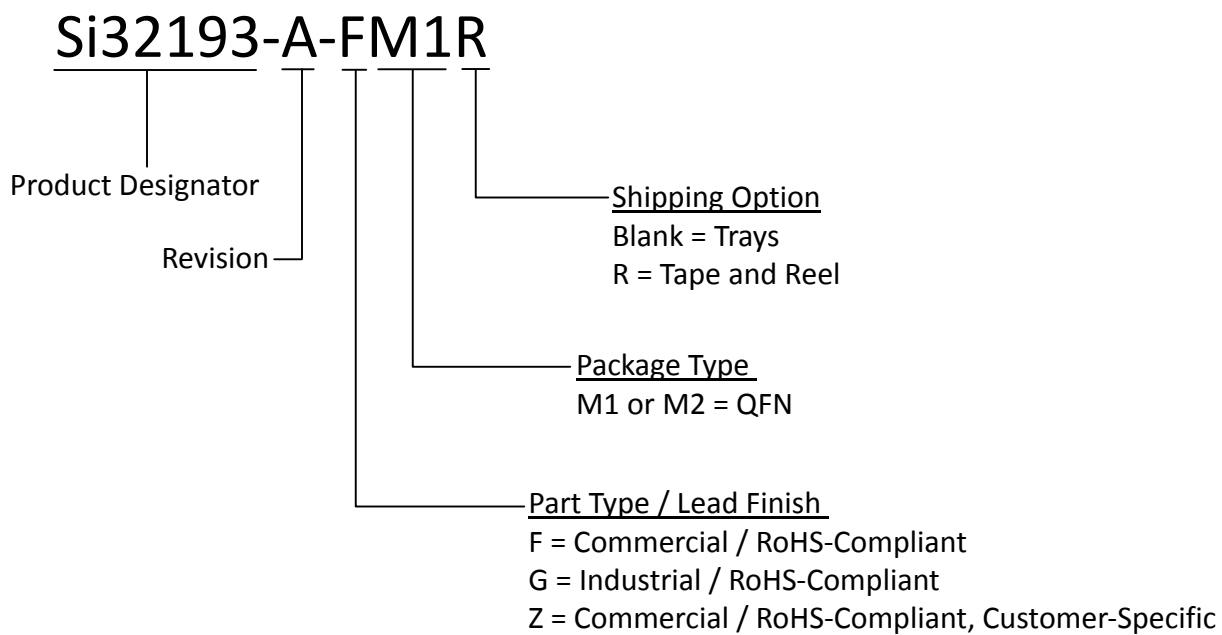 Si32193-A-FM1R
Product Designator
Shipping Option
Blank = Trays
Revision
R = Tape and Reel
Package Type
M1 or M2 = QFN
Part Type / Lead Finish
F = Commercial / RoHS-Compliant
G = Industrial / RoHS-Compliant
Z = Commercial / RoHS-Compliant, Customer-Specific